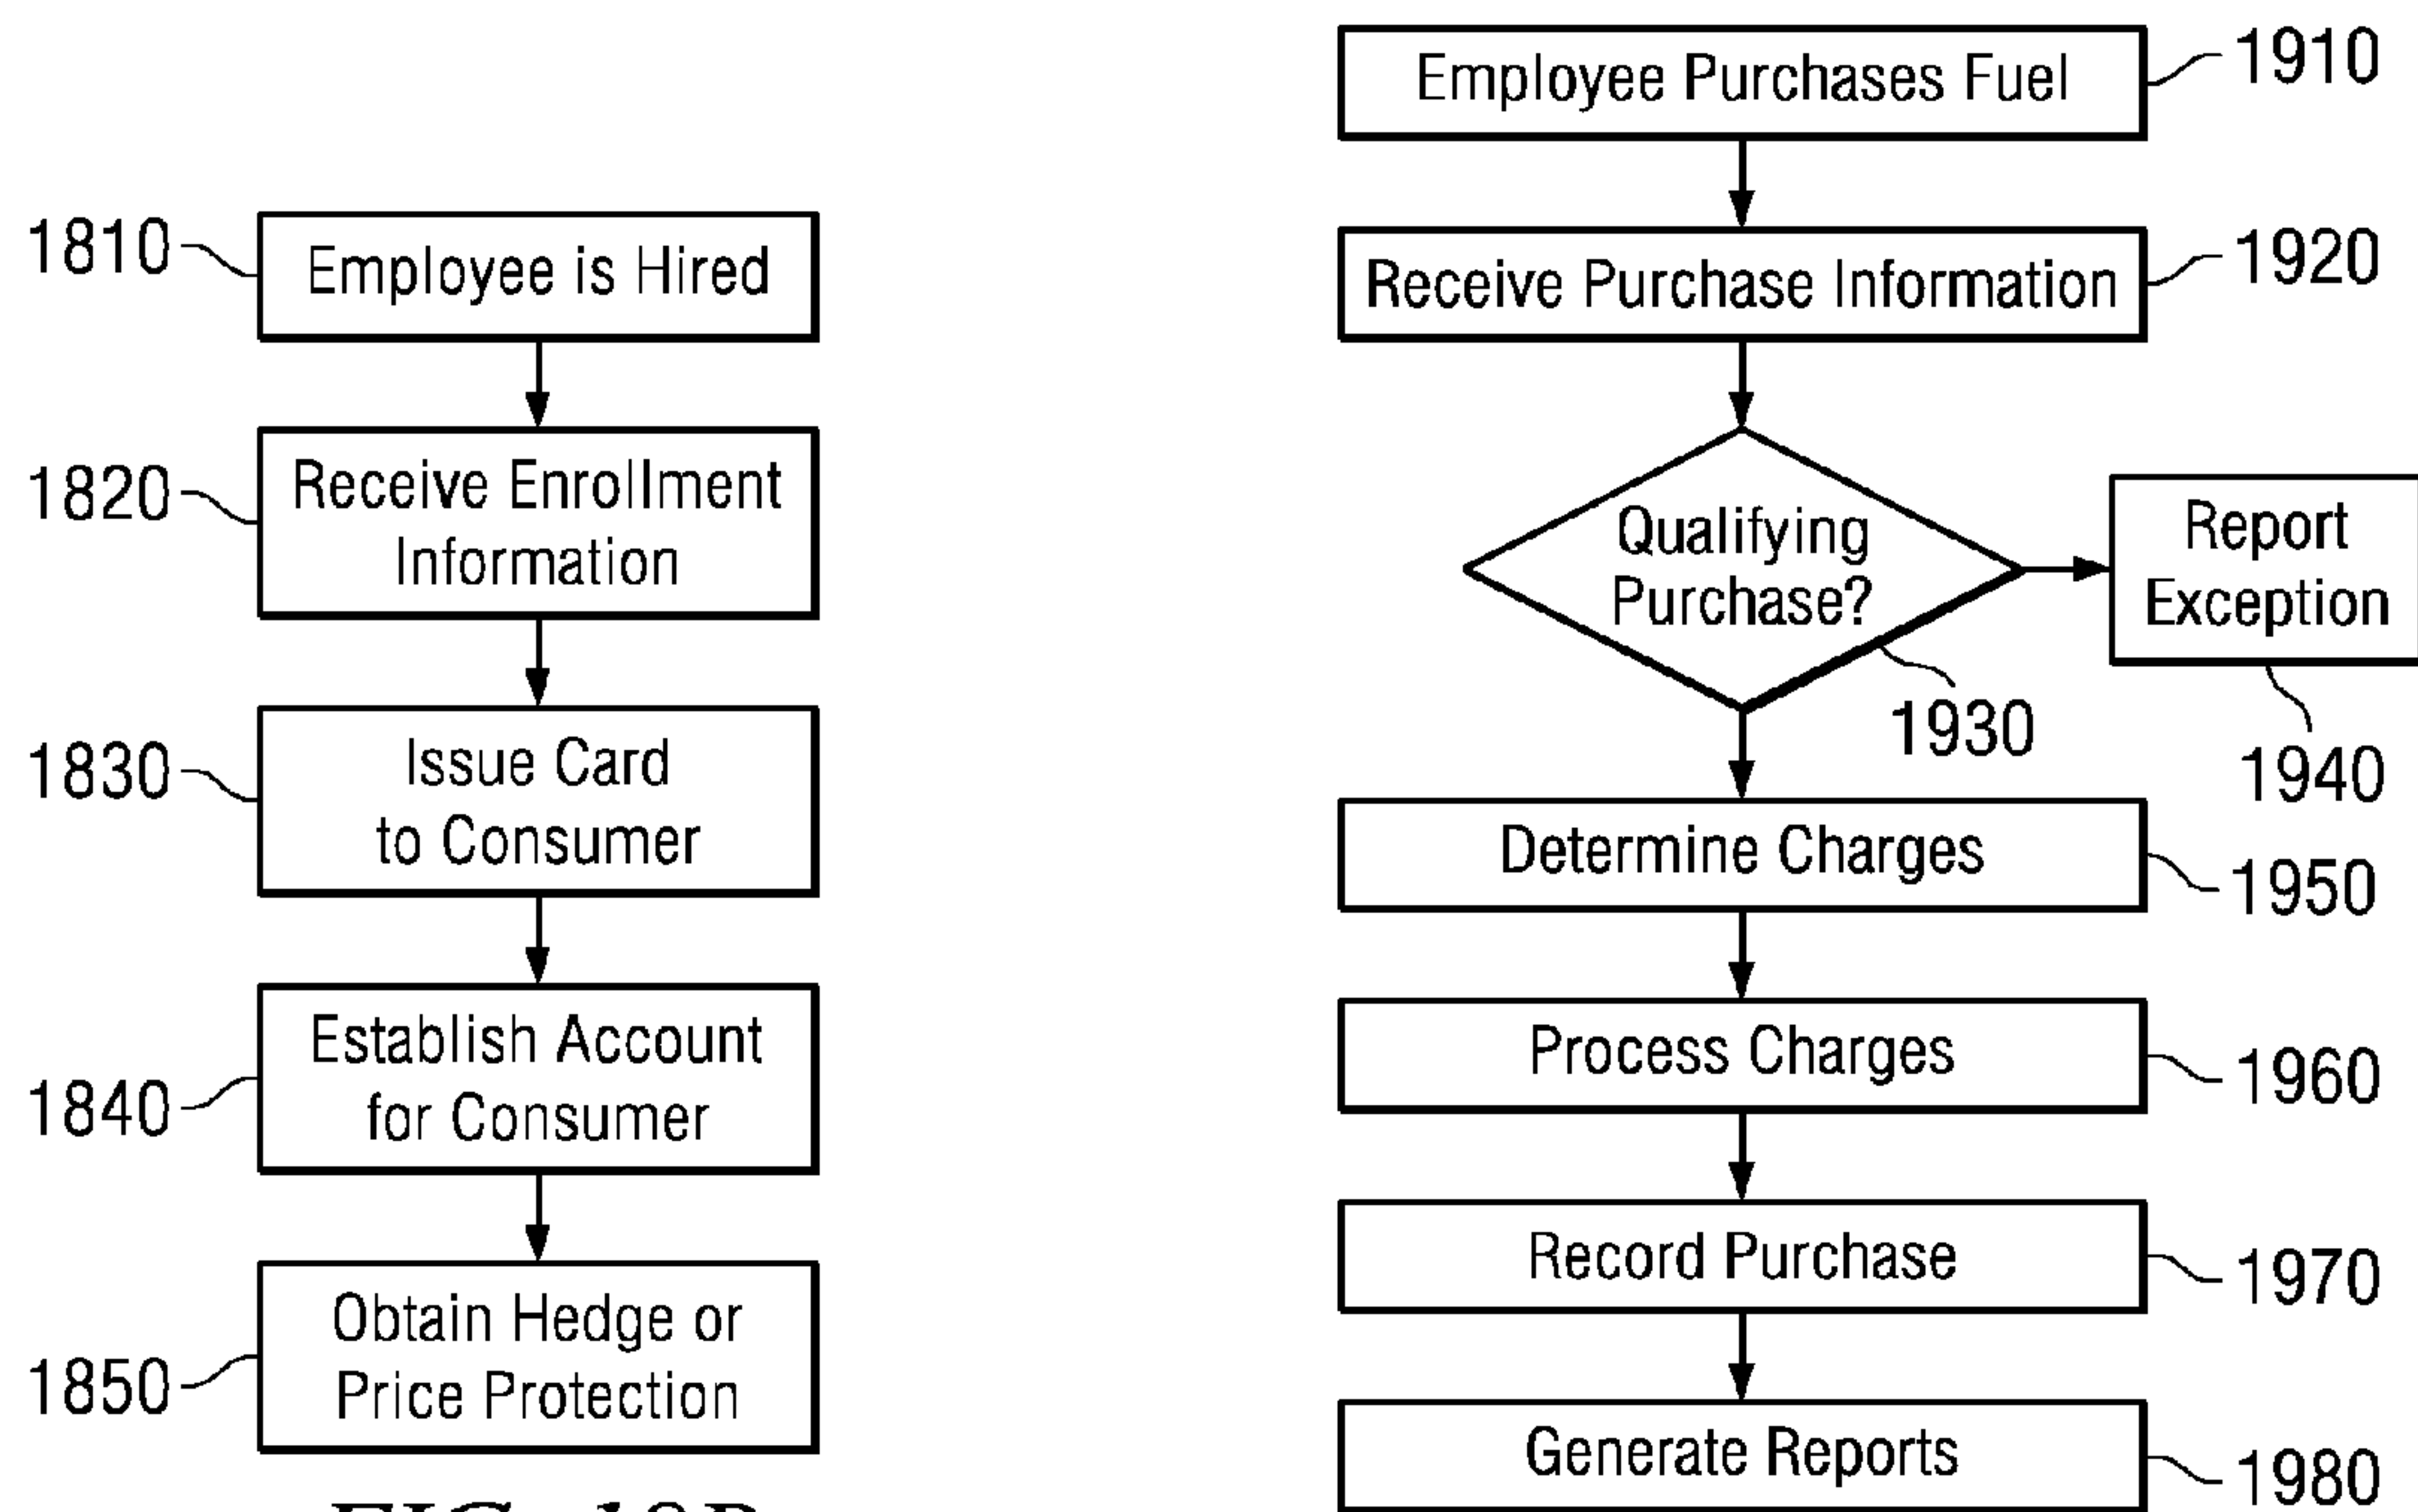 1810
Employee is Hired
1820
Receive Enrollment
Information
1830
Issue Card
to Consumer
1840
Establish Account
for Consumer
1850
Obtain Hedge or
Price Protection
Employee Purchases Fuel
1910
Receive Purchase Information
1920
Qualifying
Purchase?
1930
Report
Exception
1940
Determine Charges
1950
Process Charges
1960
Record Purchase
1970
Generate Reports
1980